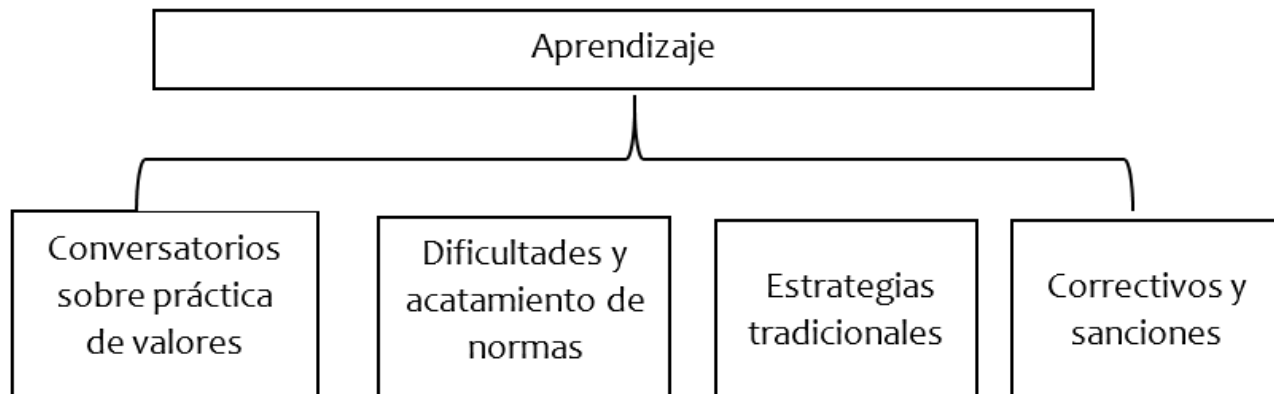 Aprendizaje
Conversatorios
sobre práctica
de valores
Dificultades y
acatamiento de
normas
Estrategias
tradicionales
Correctivos y
sanciones